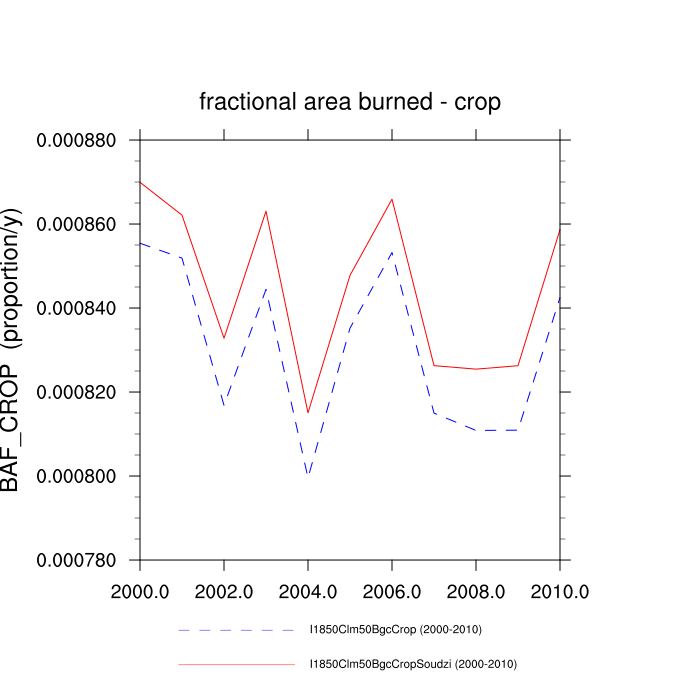 fractional area burned - crop
BAF_CROP (proportion/y)
0.000880
0.000860
0.000840
0.000820
0.000800
0.000780
2000.0 2002.0 2004.0 2006.0 2008.0 2010.0
I1850Clm50BgcCrop (2000-2010)
I1850Clm50BgcCropSoudzi (2000-2010)